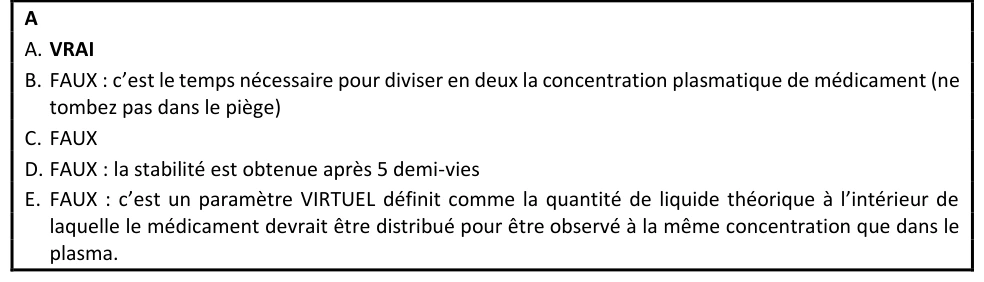 A
A. VRAI
B. FAUX : c’est le temps nécessaire pour diviser en deux la concentration plasmatique de médicament (ne
tombez pas dans le piège)
C. FAUX
D. FAUX : la stabilité est obtenue après 5 demi-vies
E. FAUX : c’est un paramètre VIRTUEL définit comme la quantité de liquide théorique à l’intérieur de
laquelle le médicament devrait être distribué pour être observé à la même concentration que dans le
plasma.